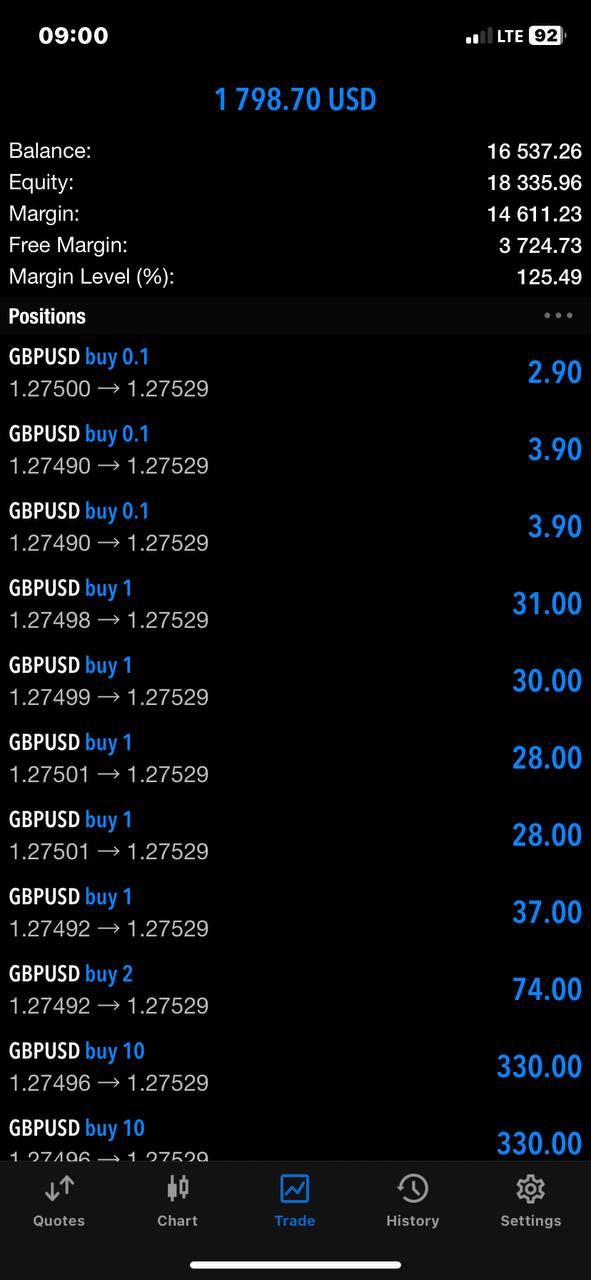 09:00 LTE 92
1 798.70 USD
Balance: 16 537.26
Equity: 18 335.96
Margin: 14 611.23
Free Margin: 3 724.73
Margin Level (%): 125.49
Positions
GBPUSD buy 0.1
1.27500 → 1.27529 2.90
GBPUSD buy 0.1
1.27490 → 1.27529 3.90
GBPUSD buy 0.1
1.27490 → 1.27529 3.90
GBPUSD buy 1
1.27498 → 1.27529 31.00
GBPUSD buy 1
1.27499 → 1.27529 30.00
GBPUSD buy 1
1.27501 → 1.27529 28.00
GBPUSD buy 1
1.27501 → 1.27529 28.00
GBPUSD buy 1
1.27492 → 1.27529 37.00
GBPUSD buy 2
1.27492 → 1.27529 74.00
GBPUSD buy 10
1.27496 → 1.27529 330.00
GBPUSD buy 10
1.27496 → 1.27529 330.00
Quotes Chart Trade History Settings